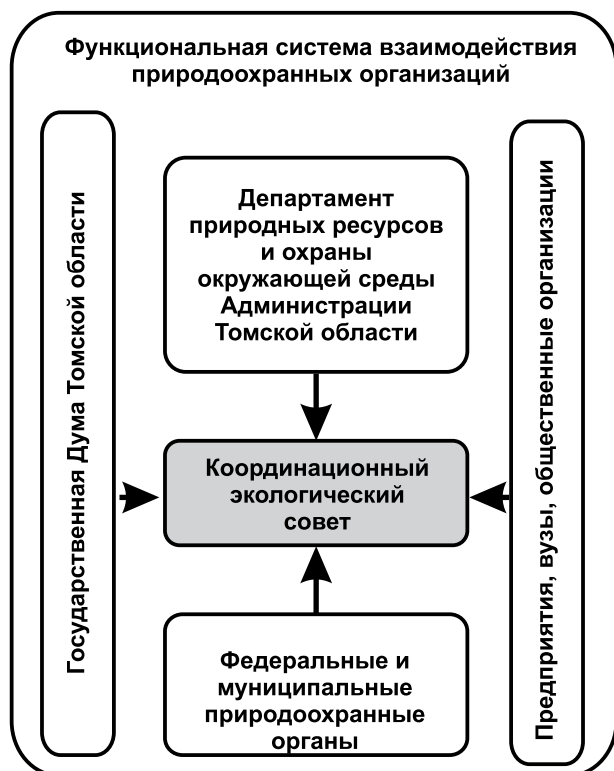 Функциональная система взаимодействия
природоохранных организаций
Государственная Дума Томской области
Департамент
природных ресурсов
и охраны
окружающей среды
Администрации
Томской области
Координационный
экологический
совет
Федеральные и
муниципальные
природоохранные
органы
Предприятия, вузы, общественные организации